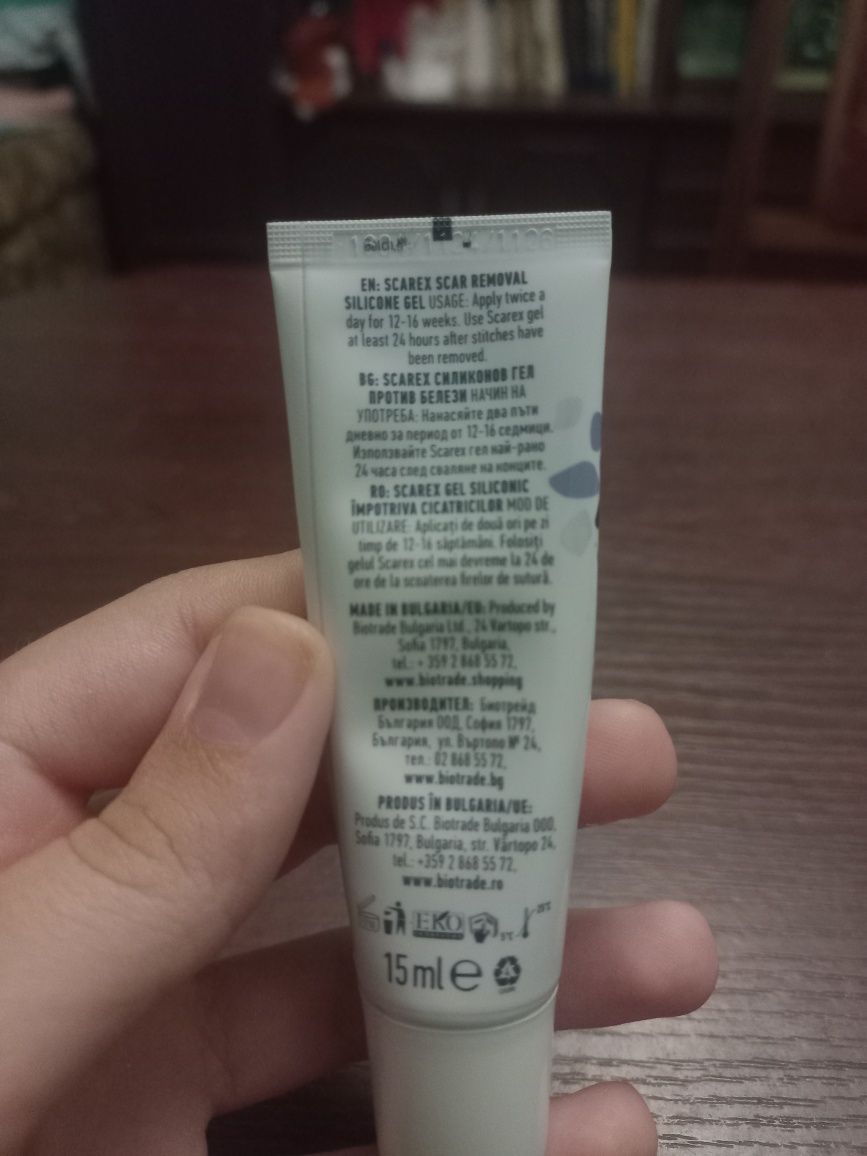 EN: SCAREX SCAR REMOVAL
SILICONE GEL USAGE: Apply twice a
day for 12-16 weeks. Use Scarex gel
at least 24 hours after stitches have
been removed.
BG: SCAREX СИЛИКОНОВ ГЕЛ
ПРОТИВ БЕЛЕЗИ НАЧИН НА
УПОТРЕБА: Нанасяйте два пъти
дневно за период от 12-16 седмици.
Използвайте Scarex гел най-рано
24 часа след сваляне на конците.
RO: SCAREX GEL SILICONIC
ÎMPOTRIVA CICATRICILOR MOD DE
UTILIZARE: Aplicați de două ori pe zi
timp de 12-16 săptămâni. Folosiți
gelul Scarex cel mai devreme la 24 de
ore de la scoaterea firelor de sutură.
MADE IN BULGARIA/EU: Produced by
Biotrade Bulgaria Ltd., 24 Vartopo str.,
Sofia 1797, Bulgaria,
tel.: + 359 2 868 55 72,
www.biotrade.shopping
ПРОИЗВОДИТЕЛ: Биотрейд
България ООД, София 1797,
България, ул. Въртопо № 24,
тел.: 02 868 55 72,
www.biotrade.bg
PRODUS ÎN BULGARIA/UE:
Produs de S.C. Biotrade Bulgaria OOD,
Sofia 1797, Bulgaria, str. Vârtopo 24,
tel.: +359 2 868 55 72,
www.biotrade.ro
EKO 5°C 25°C
15 ml e